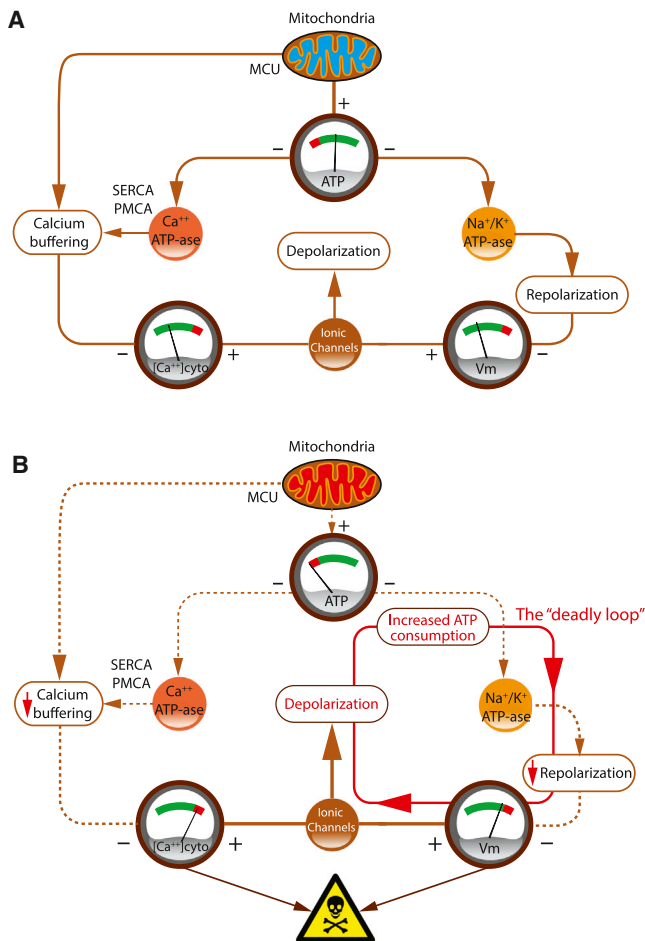 A
Mitochondria
MCU
+
−
−
ATP
SERCA
PMCA
Ca++
ATP-ase
Na+/K+
ATP-ase
Calcium
buffering
Depolarization
Repolarization
Ionic
Channels
−
[Ca++]cyto
+
+
Vm
−
B
Mitochondria
MCU
+
−
−
ATP
Increased ATP
consumption
The "deadly loop"
SERCA
PMCA
Ca++
ATP-ase
Na+/K+
ATP-ase
Calcium
buffering
Depolarization
Repolarization
Ionic
Channels
−
[Ca++]cyto
+
+
Vm
−